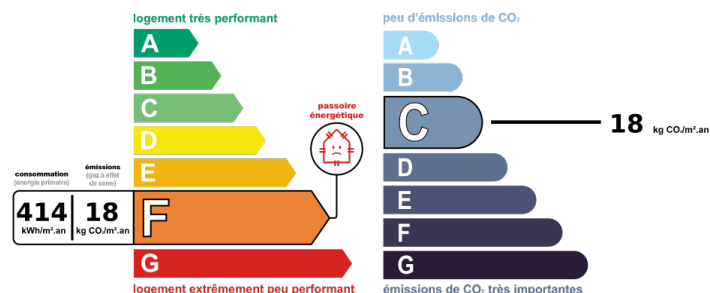 logement très performant
A
B
C
D
E
passoire
énergétique
consommation
(énergie primaire)
émissions
(gaz à effet
de serre)
414
kWh/m².an
18
kg CO₂/m².an
F
G
logement extrêmement peu performant
peu d'émissions de CO₂
A
B
C
18
kg CO₂/m².an
D
E
F
G
émissions de CO₂ très importantes